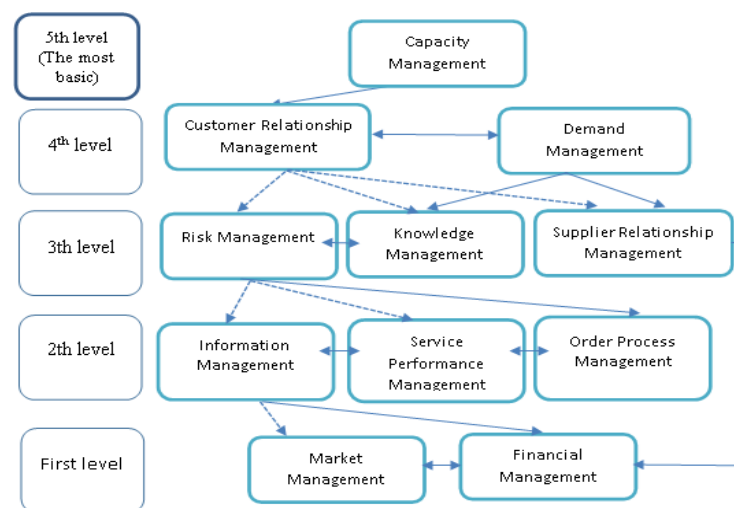 5th level
(The most
basic)
Capacity
Management
4th level
Customer Relationship
Management
Demand
Management
3th level
Risk Management
Knowledge
Management
Supplier Relationship
Management
2th level
Information
Management
Service
Performance
Management
Order Process
Management
First level
Market
Management
Financial
Management